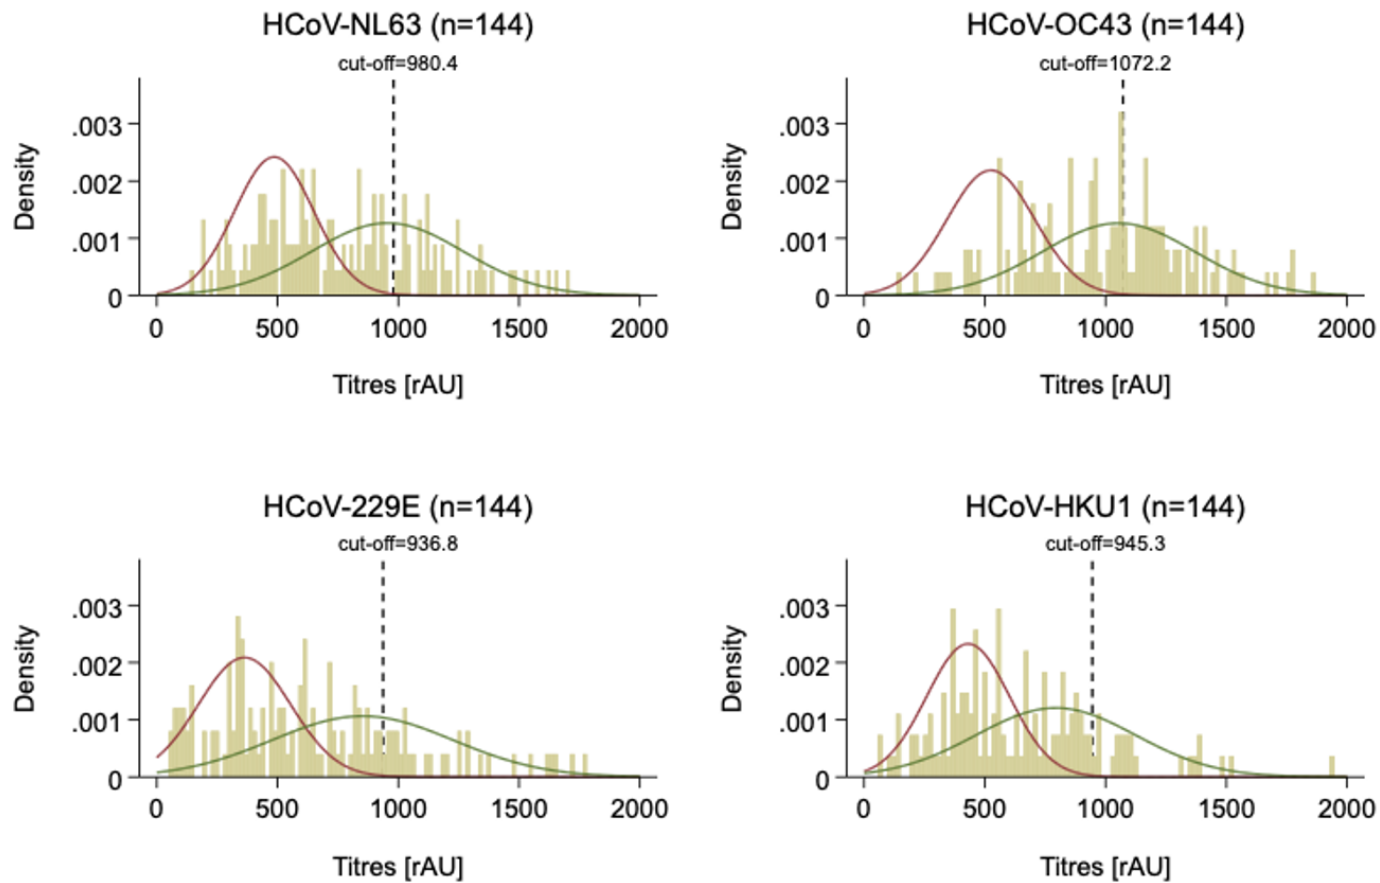 HCoV-NL63 (n=144)
cut-off=980.4
Density
.003
.002
.001
0
0 500 1000 1500 2000
Titres [rAU]
HCoV-OC43 (n=144)
cut-off=1072.2
Density
.003
.002
.001
0
0 500 1000 1500 2000
Titres [rAU]
HCoV-229E (n=144)
cut-off=936.8
Density
.003
.002
.001
0
0 500 1000 1500 2000
Titres [rAU]
HCoV-HKU1 (n=144)
cut-off=945.3
Density
.003
.002
.001
0
0 500 1000 1500 2000
Titres [rAU]